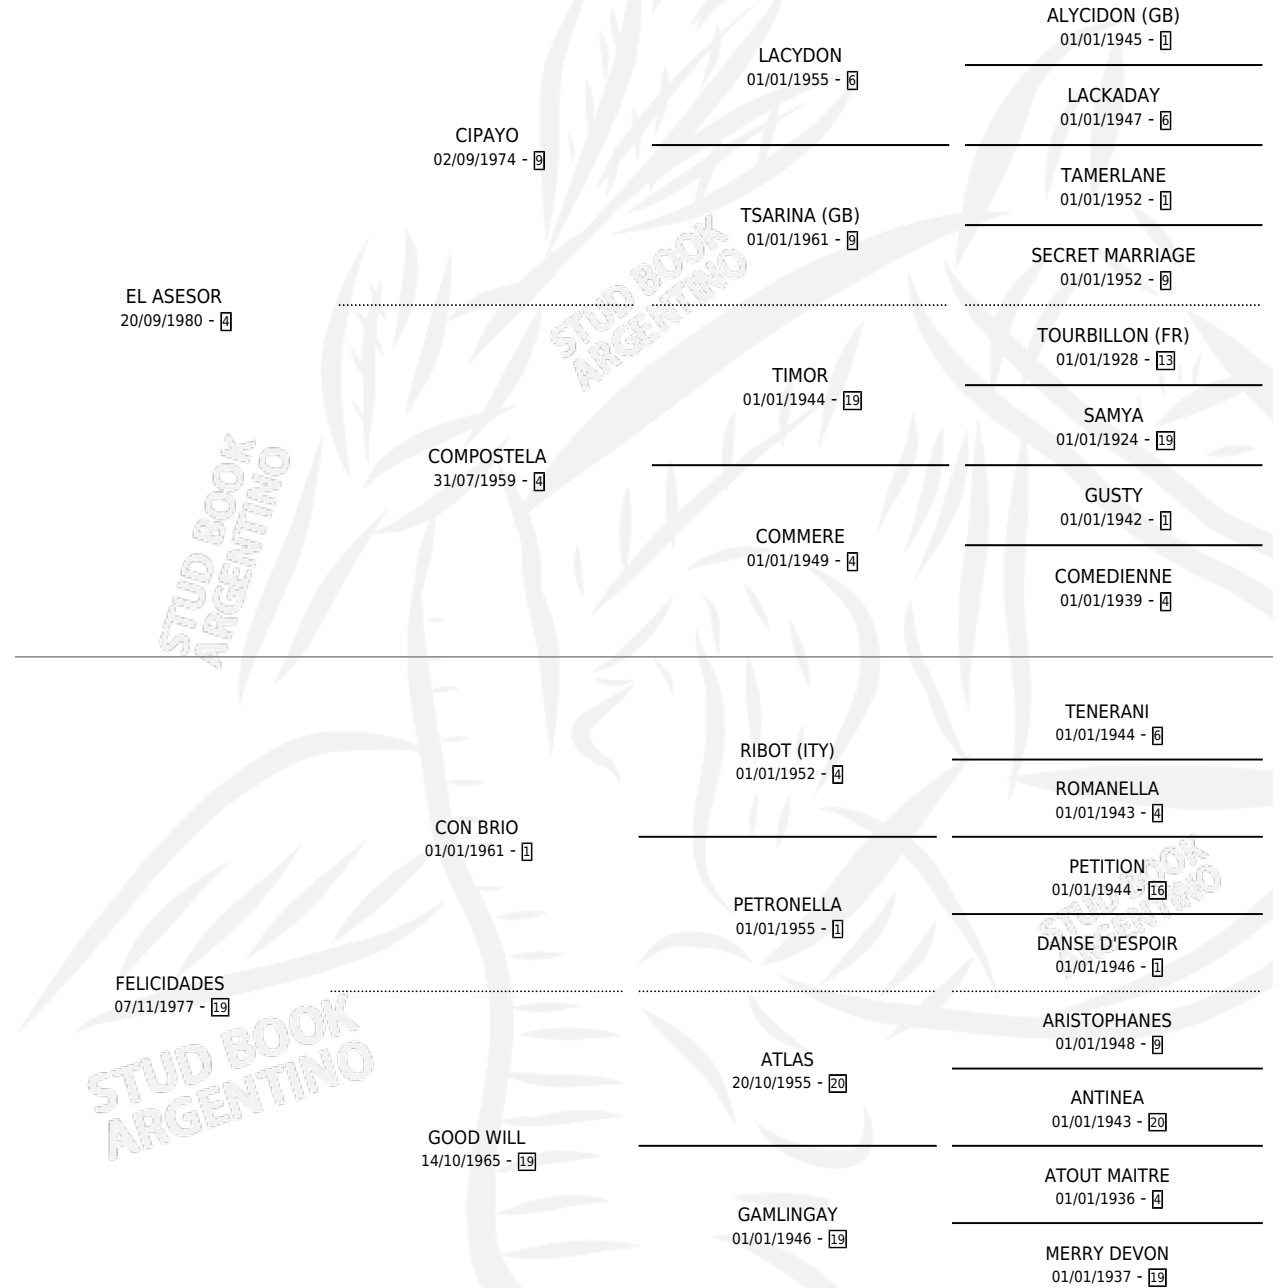 ALYCIDON (GB)
01/01/1945 - 1
LACYDON
01/01/1955 - 6
LACKADAY
01/01/1947 - 6
CIPAYO
02/09/1974 - 9
TAMERLANE
01/01/1952 - 1
TSARINA (GB)
01/01/1961 - 9
SECRET MARRIAGE
01/01/1952 - 9
EL ASESOR
20/09/1980 - 4
TOURBILLON (FR)
01/01/1928 - 13
TIMOR
01/01/1944 - 19
SAMYA
01/01/1924 - 19
COMPOSTELA
31/07/1959 - 4
GUSTY
01/01/1942 - 1
COMMERE
01/01/1949 - 4
COMEDIENNE
01/01/1939 - 4
TENERANI
01/01/1944 - 6
RIBOT (ITY)
01/01/1952 - 4
ROMANELLA
01/01/1943 - 4
CON BRIO
01/01/1961 - 1
PETITION
01/01/1944 - 16
PETRONELLA
01/01/1955 - 1
DANSE D'ESPOIR
01/01/1946 - 1
FELICIDADES
07/11/1977 - 19
ARISTOPHANES
01/01/1948 - 9
ATLAS
20/10/1955 - 20
ANTINEA
01/01/1943 - 20
GOOD WILL
14/10/1965 - 19
ATOUT MAITRE
01/01/1936 - 4
GAMLINGAY
01/01/1946 - 19
MERRY DEVON
01/01/1937 - 19
STUD BOOK
ARGENTINO
STUD BOOK
ARGENTINO
STUD BOOK
ARGENTINO
STUD BOOK
ARGENTINO